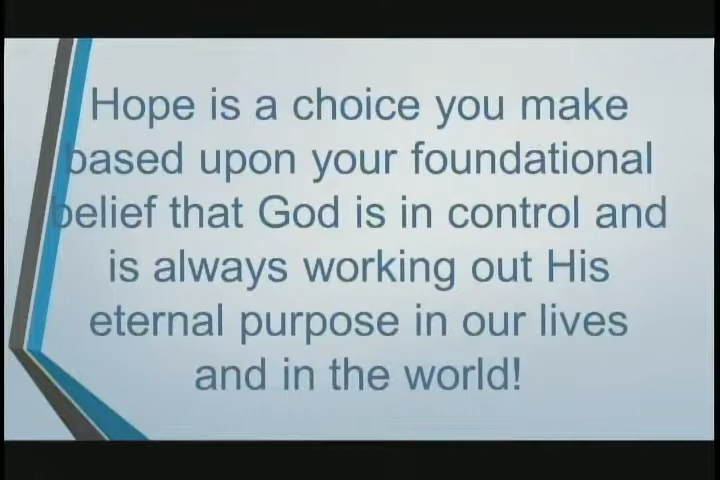 Hope is a choice you make
based upon your foundational
belief that God is in control and
is always working out His
eternal purpose in our lives
and in the world!